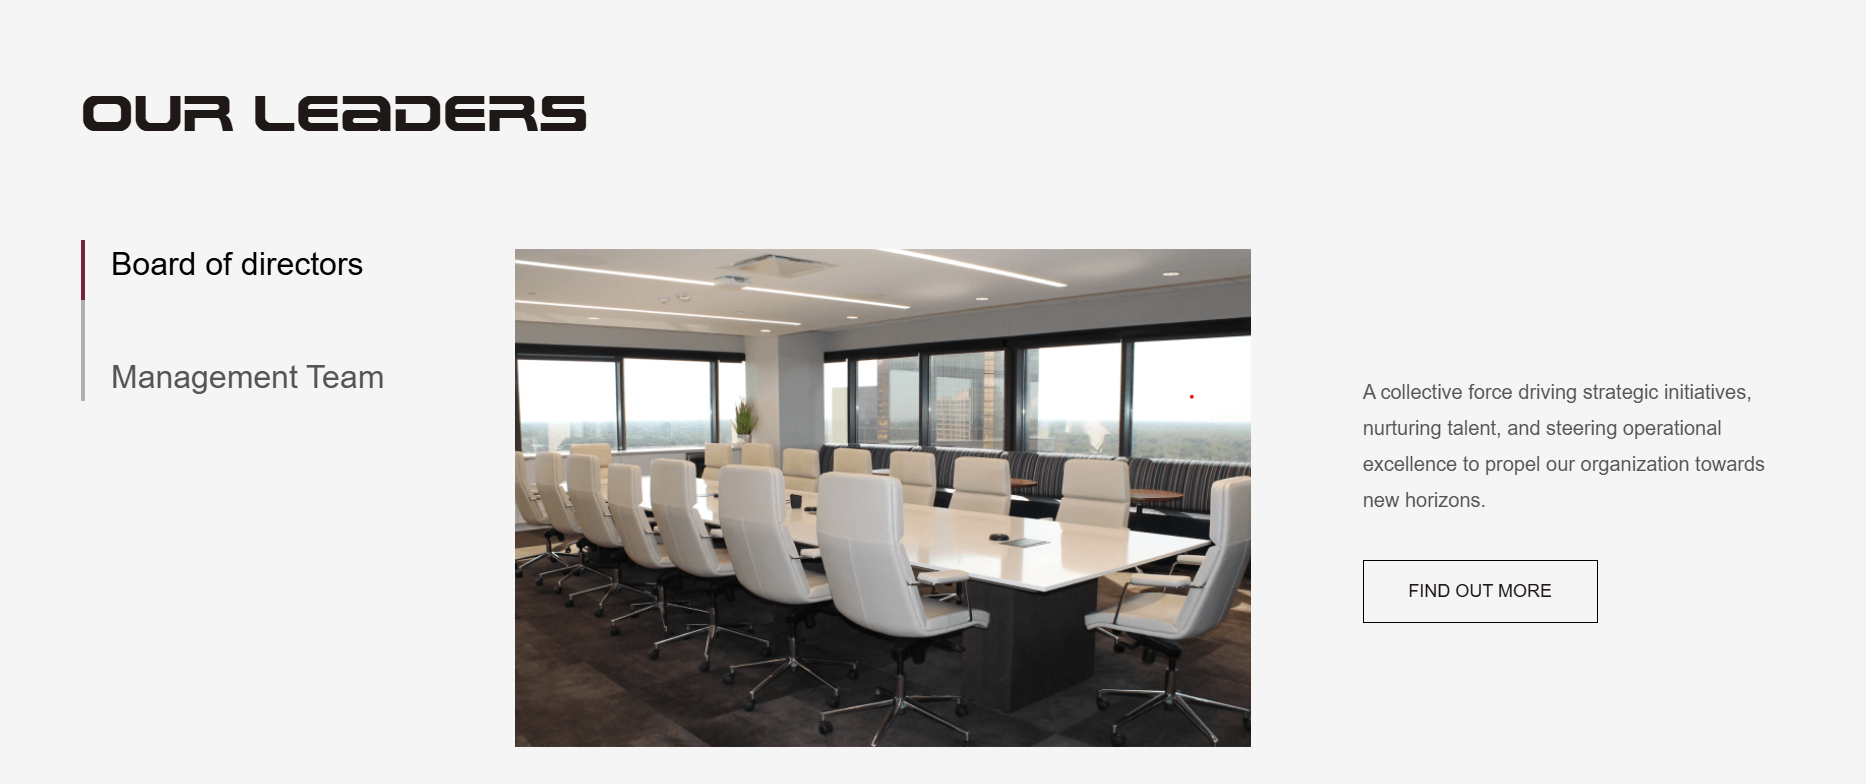 OUR LEADERS
Board of directors
Management Team
A collective force driving strategic initiatives,
nurturing talent, and steering operational
excellence to propel our organization towards
new horizons.
FIND OUT MORE